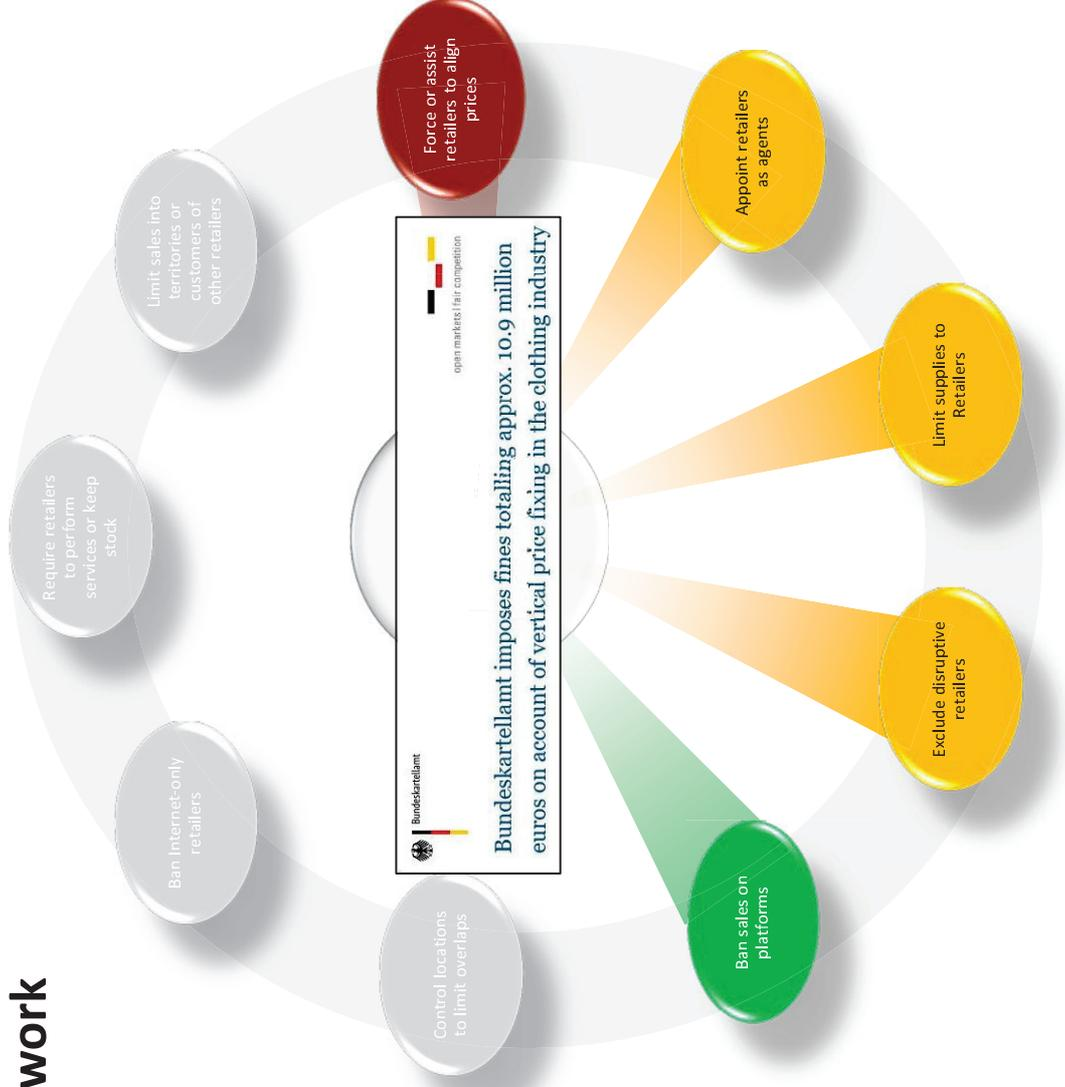 work
Require retailers
to perform
services or keep
stock
Ban Internet-only
retailers
Limit sales into
territories or
customers of
other retailers
Control locations
to limit overlaps
Bundeskartellamt
open markets | fair competition
Bundeskartellamt imposes fines totalling approx. 10.9 million
euros on account of vertical price fixing in the clothing industry
Force or assist
retailers to align
prices
Ban sales on
platforms
Appoint retailers
as agents
Exclude disruptive
retailers
Limit supplies to
Retailers